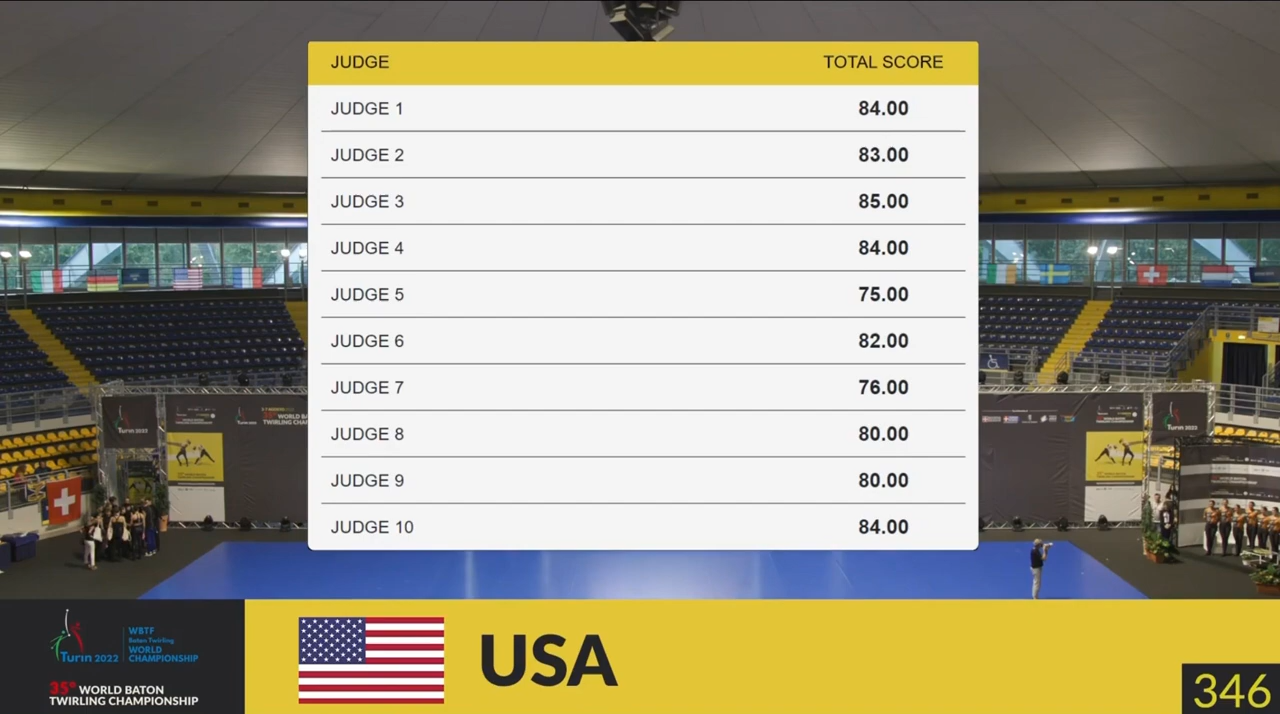 JUDGE TOTAL SCORE
JUDGE 1 84.00
JUDGE 2 83.00
JUDGE 3 85.00
JUDGE 4 84.00
JUDGE 5 75.00
JUDGE 6 82.00
JUDGE 7 76.00
JUDGE 8 80.00
JUDGE 9 80.00
JUDGE 10 84.00
Turin 2022
WBTF
Baton Twirling
WORLD
CHAMPIONSHIP
35° WORLD BATON
TWIRLING CHAMPIONSHIP
USA
346